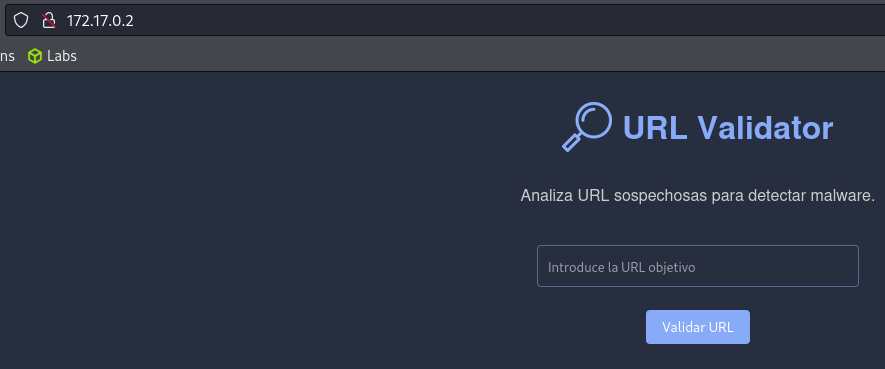 172.17.0.2
ns Labs
URL Validator
Analiza URL sospechosas para detectar malware.
Introduce la URL objetivo
Validar URL